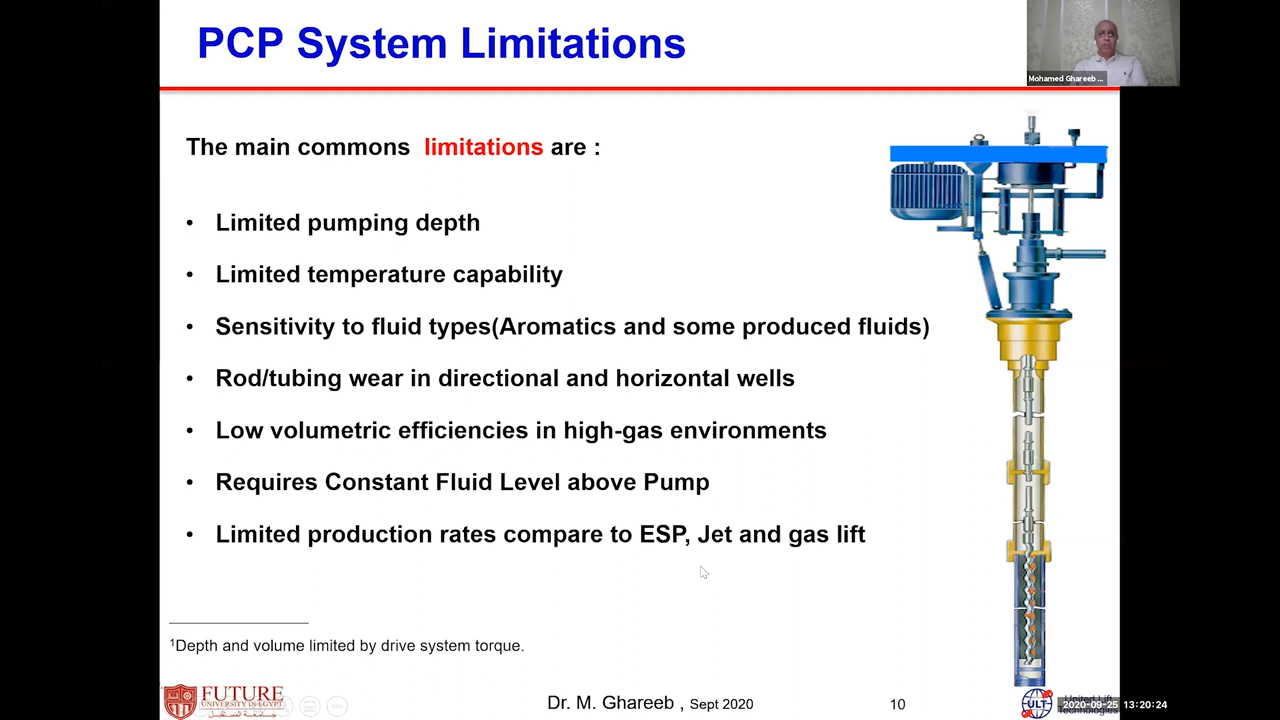 PCP System Limitations
Mohamed Ghareeb ...
The main commons limitations are :
• Limited pumping depth
• Limited temperature capability
• Sensitivity to fluid types(Aromatics and some produced fluids)
• Rod/tubing wear in directional and horizontal wells
• Low volumetric efficiencies in high-gas environments
• Requires Constant Fluid Level above Pump
• Limited production rates compare to ESP, Jet and gas lift
¹Depth and volume limited by drive system torque.
FUTURE
UNIVERSITY IN EGYPT
Dr. M. Ghareeb , Sept 2020
10
ULT
United Lift
2020-09-25 13:20:24